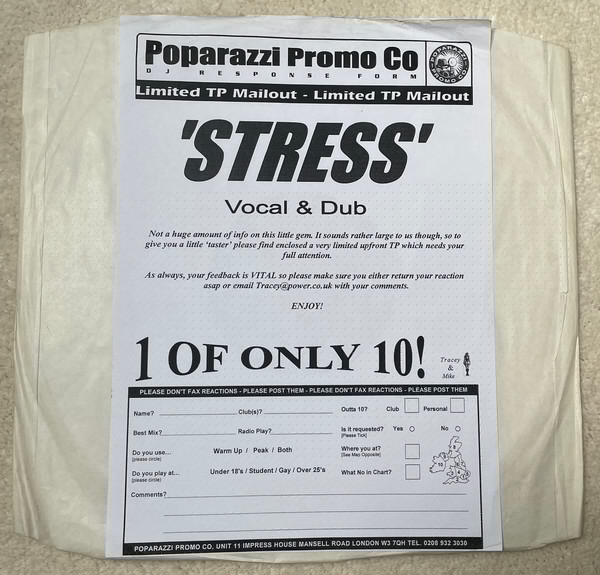 Poparazzi Promo Co
DJ RESPONSE FORM
POPARAZZI
PROMO CO
Limited TP Mailout - Limited TP Mailout
'STRESS'
Vocal & Dub
Not a huge amount of info on this little gem. It sounds rather large to us though, so to
give you a little 'taster' please find enclosed a very limited upfront TP which needs your
full attention.
As always, your feedback is VITAL so please make sure you either return your reaction
asap or email Tracey@power.co.uk with your comments.
ENJOY!
1 OF ONLY 10!
Tracey
&
Mike
PLEASE DON'T FAX REACTIONS - PLEASE POST THEM - PLEASE DON'T FAX REACTIONS - PLEASE POST THEM
Name? Club(s)? Outta 10? Club Personal
Best Mix? Radio Play? Is it requested? Yes No
[Please Tick]
Do you use... Warm Up / Peak / Both Where you at?
(please circle) [See Map Opposite]
10
Do you play at... Under 18's / Student / Gay / Over 25's What No in Chart?
(please circle)
Comments?
POPARAZZI PROMO CO, UNIT 11 IMPRESS HOUSE MANSELL ROAD LONDON W3 7QH TEL. 0208 932 3030